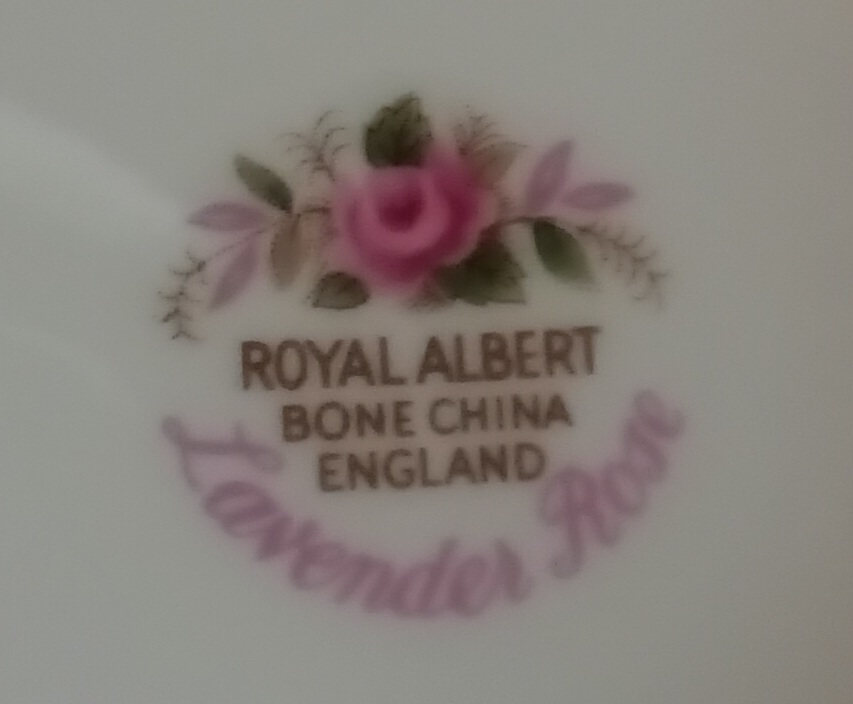 ROYAL ALBERT
BONE CHINA
ENGLAND
Lavender Rose